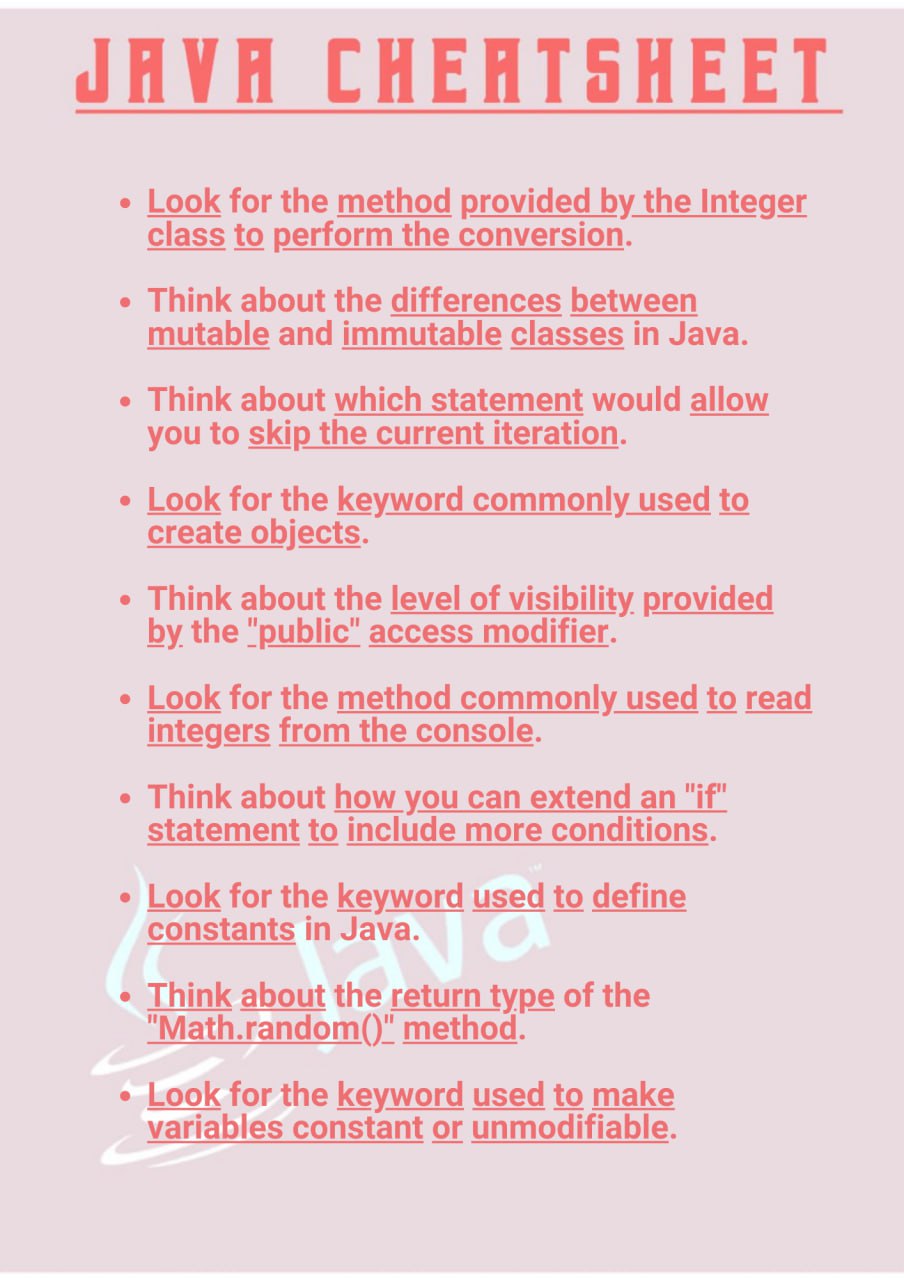 JAVA CHEATSHEET
• Look for the method provided by the Integer
class to perform the conversion.
• Think about the differences between
mutable and immutable classes in Java.
• Think about which statement would allow
you to skip the current iteration.
• Look for the keyword commonly used to
create objects.
• Think about the level of visibility provided
by the "public" access modifier.
• Look for the method commonly used to read
integers from the console.
• Think about how you can extend an "if"
statement to include more conditions.
• Look for the keyword used to define
constants in Java.
• Think about the return type of the
"Math.random()" method.
• Look for the keyword used to make
variables constant or unmodifiable.
Java™